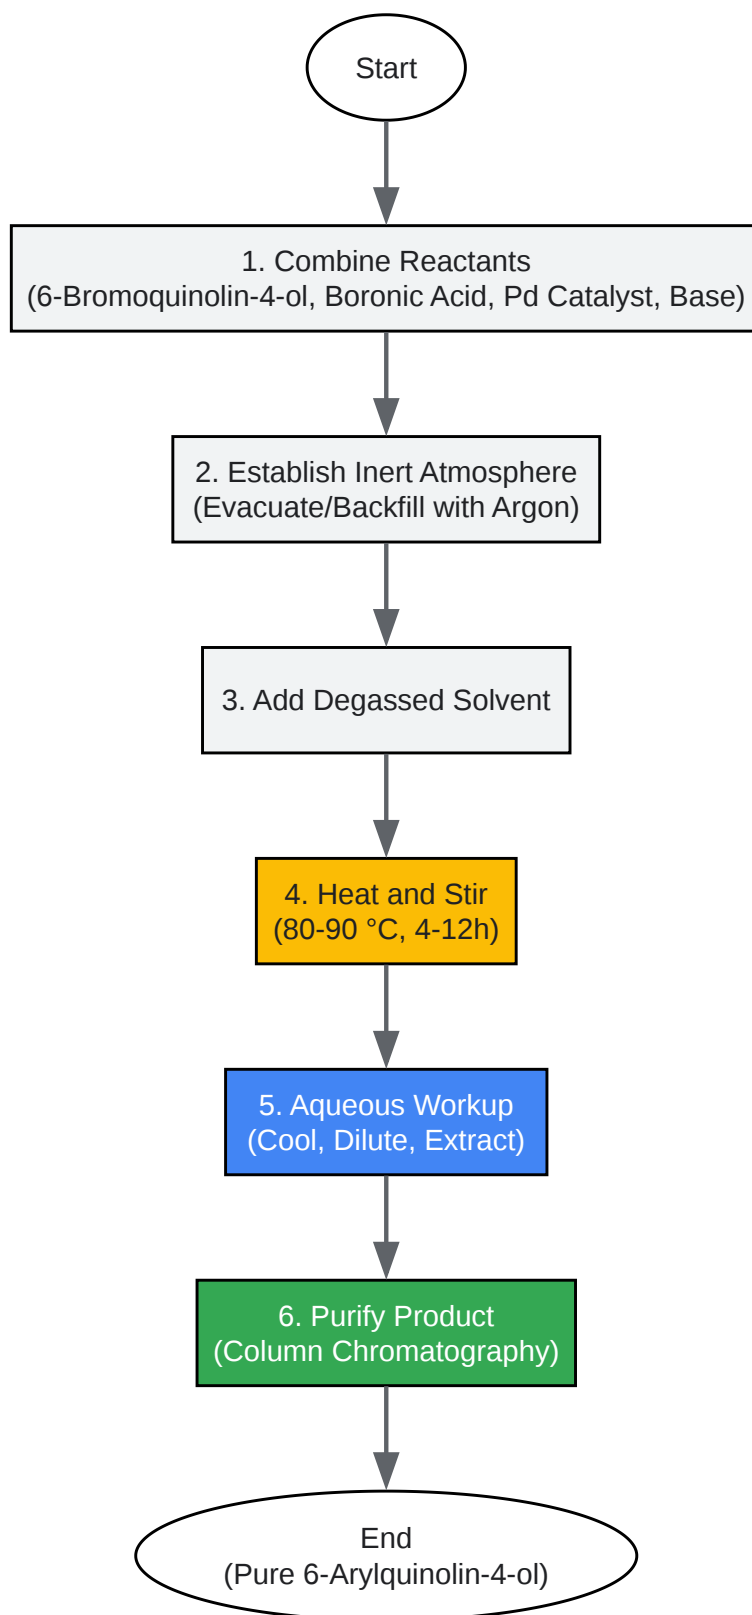 Start
1. Combine Reactants
(6-Bromoquinolin-4-ol, Boronic Acid, Pd Catalyst, Base)
2. Establish Inert Atmosphere
(Evacuate/Backfill with Argon)
3. Add Degassed Solvent
4. Heat and Stir
(80-90 °C, 4-12h)
5. Aqueous Workup
(Cool, Dilute, Extract)
6. Purify Product
(Column Chromatography)
End
(Pure 6-Arylquinolin-4-ol)